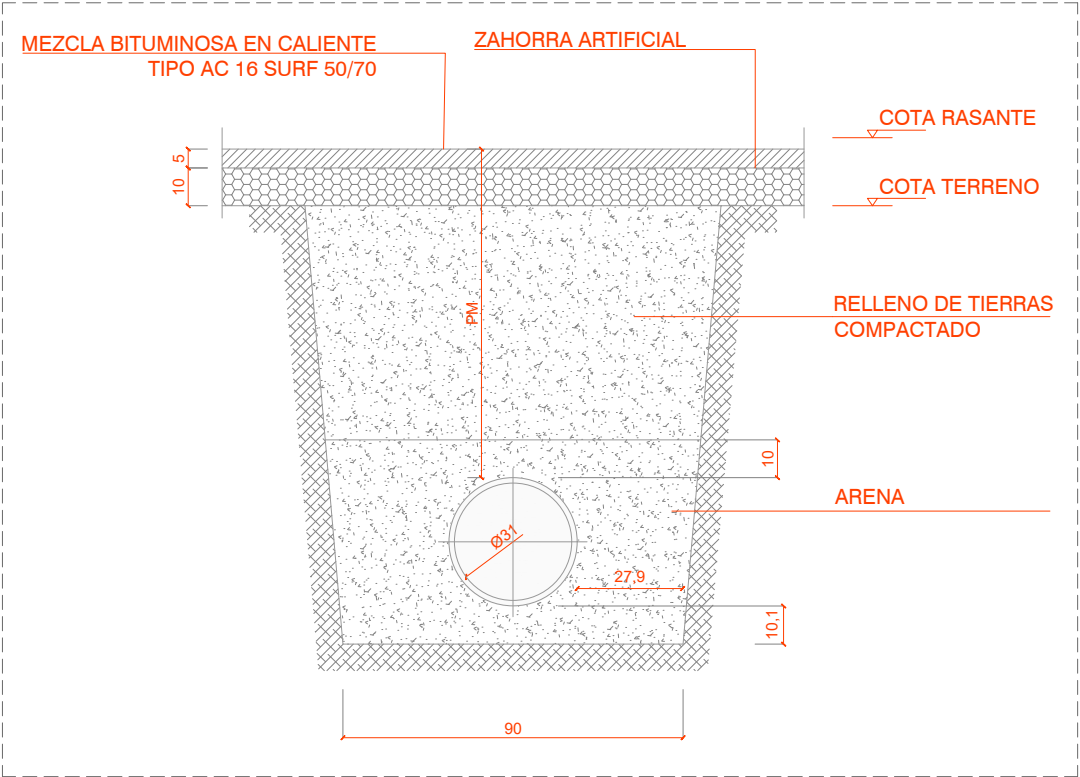 MEZCLA BITUMINOSA EN CALIENTE
TIPO AC 16 SURF 50/70
ZAHORRA ARTIFICIAL
COTA RASANTE
5
10
COTA TERRENO
PM
RELLENO DE TIERRAS
COMPACTADO
10
ARENA
Ø31
27,9
10,1
90